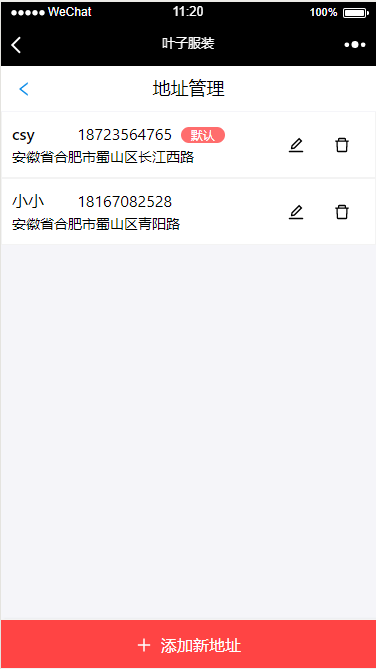 WeChat 11:20 100%
叶子服装
地址管理
csy 18723564765 默认
安徽省合肥市蜀山区长江西路
小小 18167082528
安徽省合肥市蜀山区青阳路
添加新地址